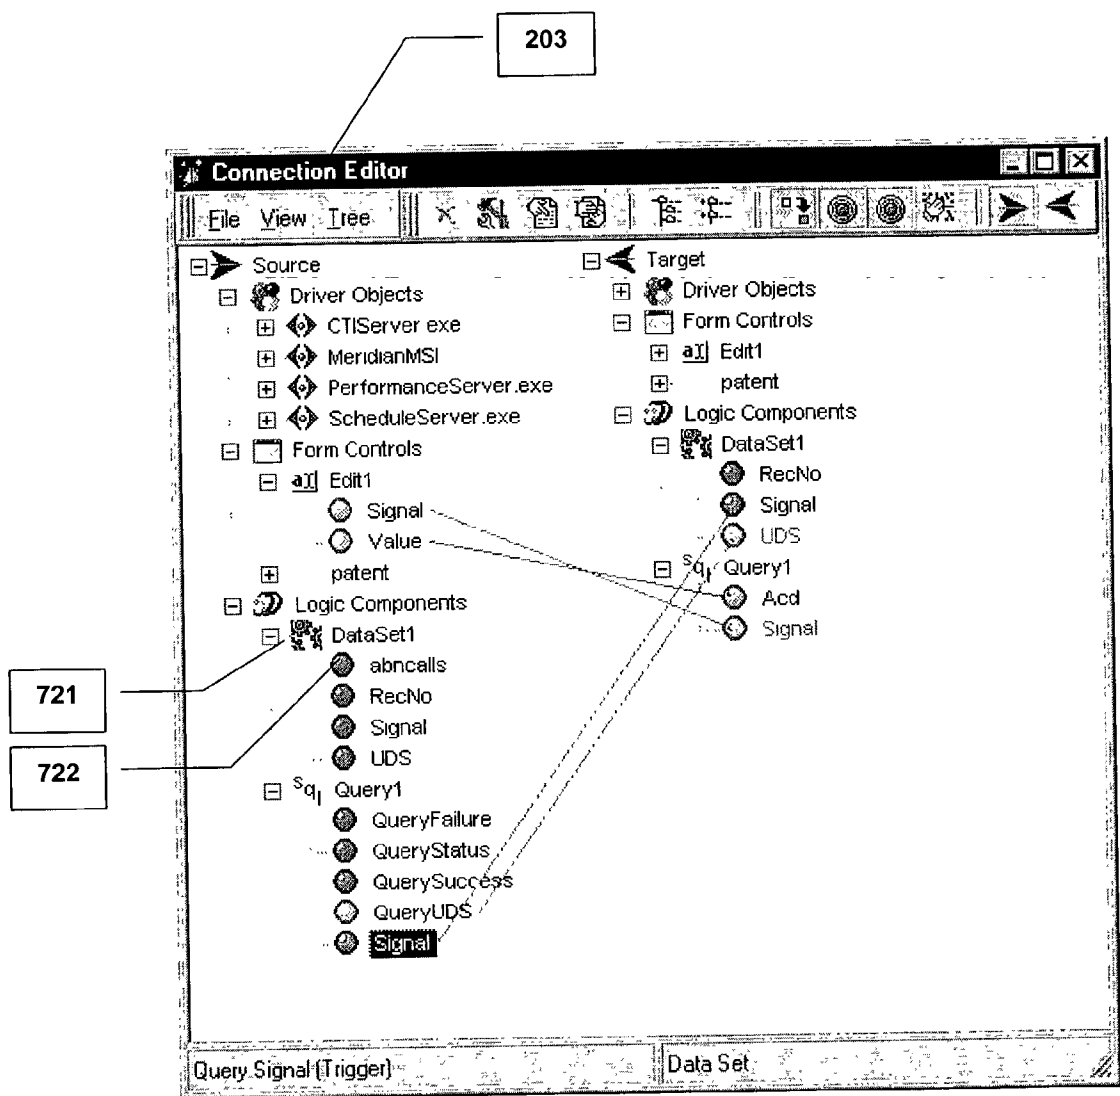 203
Connection Editor
File View Tree
Source
Driver Objects
CTIServer exe
MeridianMSI
PerformanceServer.exe
ScheduleServer.exe
Form Controls
Edit1
Signal
Value
patent
Logic Components
DataSet1
abncalls
RecNo
Signal
UDS
Sql Query1
QueryFailure
QueryStatus
QuerySuccess
QueryUDS
Signal
Target
Driver Objects
Form Controls
Edit1
patent
Logic Components
DataSet1
RecNo
Signal
UDS
Sql Query1
Acd
Signal
721
722
Query Signal (Trigger)
Data Set